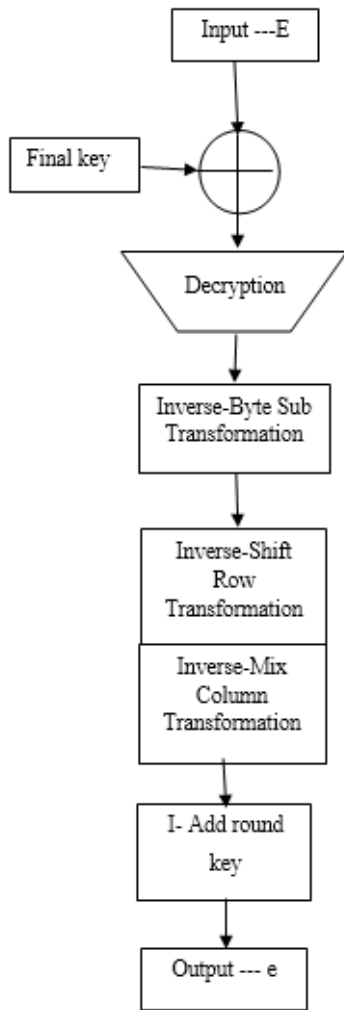 Input ---E
Final key
Decryption
Inverse-Byte Sub
Transformation
Inverse-Shift
Row
Transformation
Inverse-Mix
Column
Transformation
I- Add round
key
Output --- e